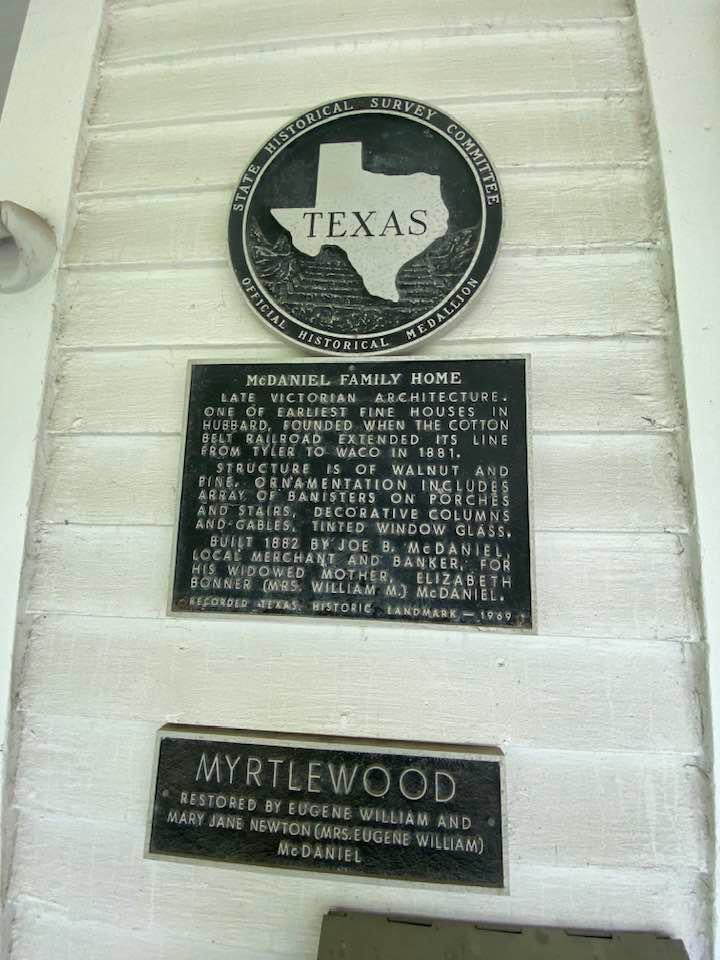 STATE HISTORICAL SURVEY COMMITTEE
TEXAS
OFFICIAL HISTORICAL MEDALLION
McDANIEL FAMILY HOME
LATE VICTORIAN ARCHITECTURE.
ONE OF EARLIEST FINE HOUSES IN
HUBBARD, FOUNDED WHEN THE COTTON
BELT RAILROAD EXTENDED ITS LINE
FROM TYLER TO WACO IN 1881.
STRUCTURE IS OF WALNUT AND
PINE. ORNAMENTATION INCLUDES
ARRAY OF BANISTERS ON PORCHES
AND STAIRS, DECORATIVE COLUMNS
AND GABLES, TINTED WINDOW GLASS.
BUILT 1882 BY JOE B. McDANIEL,
LOCAL MERCHANT AND BANKER, FOR
HIS WIDOWED MOTHER, ELIZABETH
BONNER (MRS. WILLIAM M.) McDANIEL.
RECORDED TEXAS HISTORIC LANDMARK — 1969
MYRTLEWOOD
RESTORED BY EUGENE WILLIAM AND
MARY JANE NEWTON (MRS. EUGENE WILLIAM)
McDANIEL